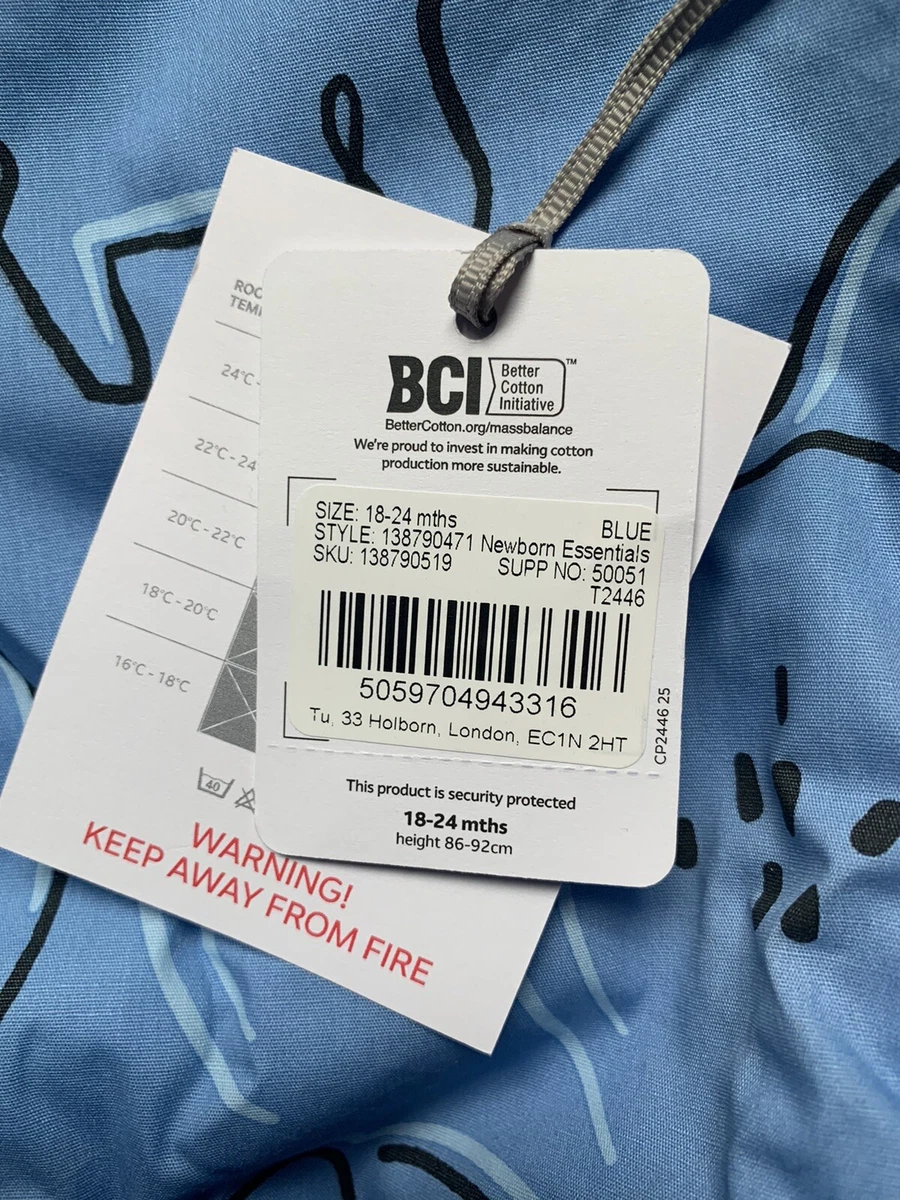 BCI Better
Cotton
Initiative™
BetterCotton.org/massbalance
We're proud to invest in making cotton
production more sustainable.
SIZE: 18-24 mths BLUE
STYLE: 138790471 Newborn Essentials
SKU: 138790519 SUPP NO: 50051
T2446
5059704943316
Tu, 33 Holborn, London, EC1N 2HT
CP2446 25
This product is security protected
18-24 mths
height 86-92cm
24°C -
22°C - 24
20°C - 22°C
18°C - 20°C
16°C - 18°C
40
WARNING!
KEEP AWAY FROM FIRE